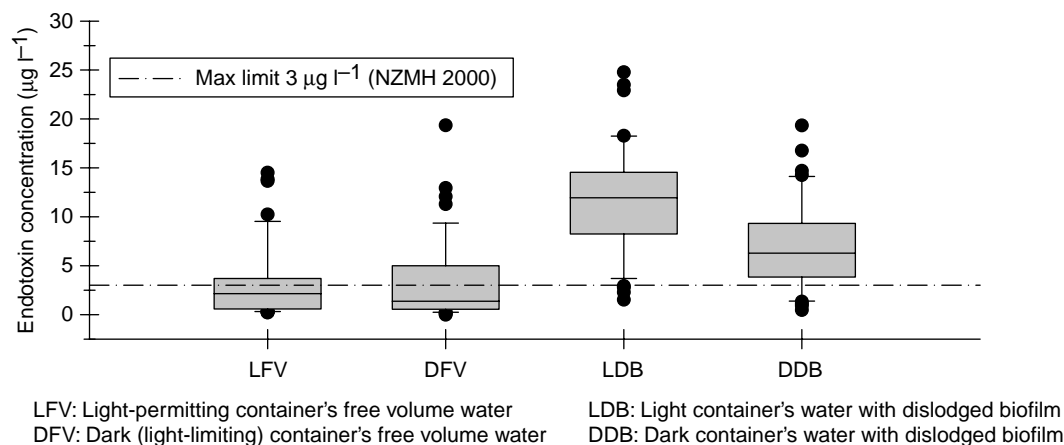 30
25
20
15
10
5
0
Endotoxin concentration (μg l⁻¹)
Max limit 3 μg l⁻¹ (NZMH 2000)
LFV DFV LDB DDB
LFV: Light-permitting container's free volume water LDB: Light container's water with dislodged biofilm
DFV: Dark (light-limiting) container's free volume water DDB: Dark container's water with dislodged biofilm